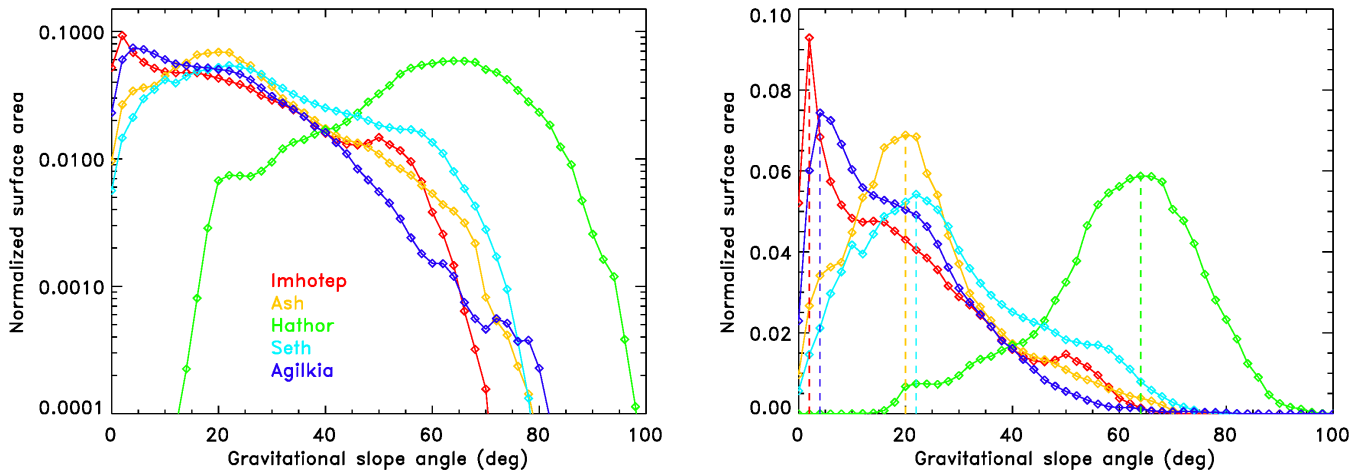 0.1000
0.0100
0.0010
0.0001
Normalized surface area
0 20 40 60 80 100
Gravitational slope angle (deg)
Imhotep
Ash
Hathor
Seth
Agilkia
0.10
0.08
0.06
0.04
0.02
0.00
Normalized surface area
0 20 40 60 80 100
Gravitational slope angle (deg)